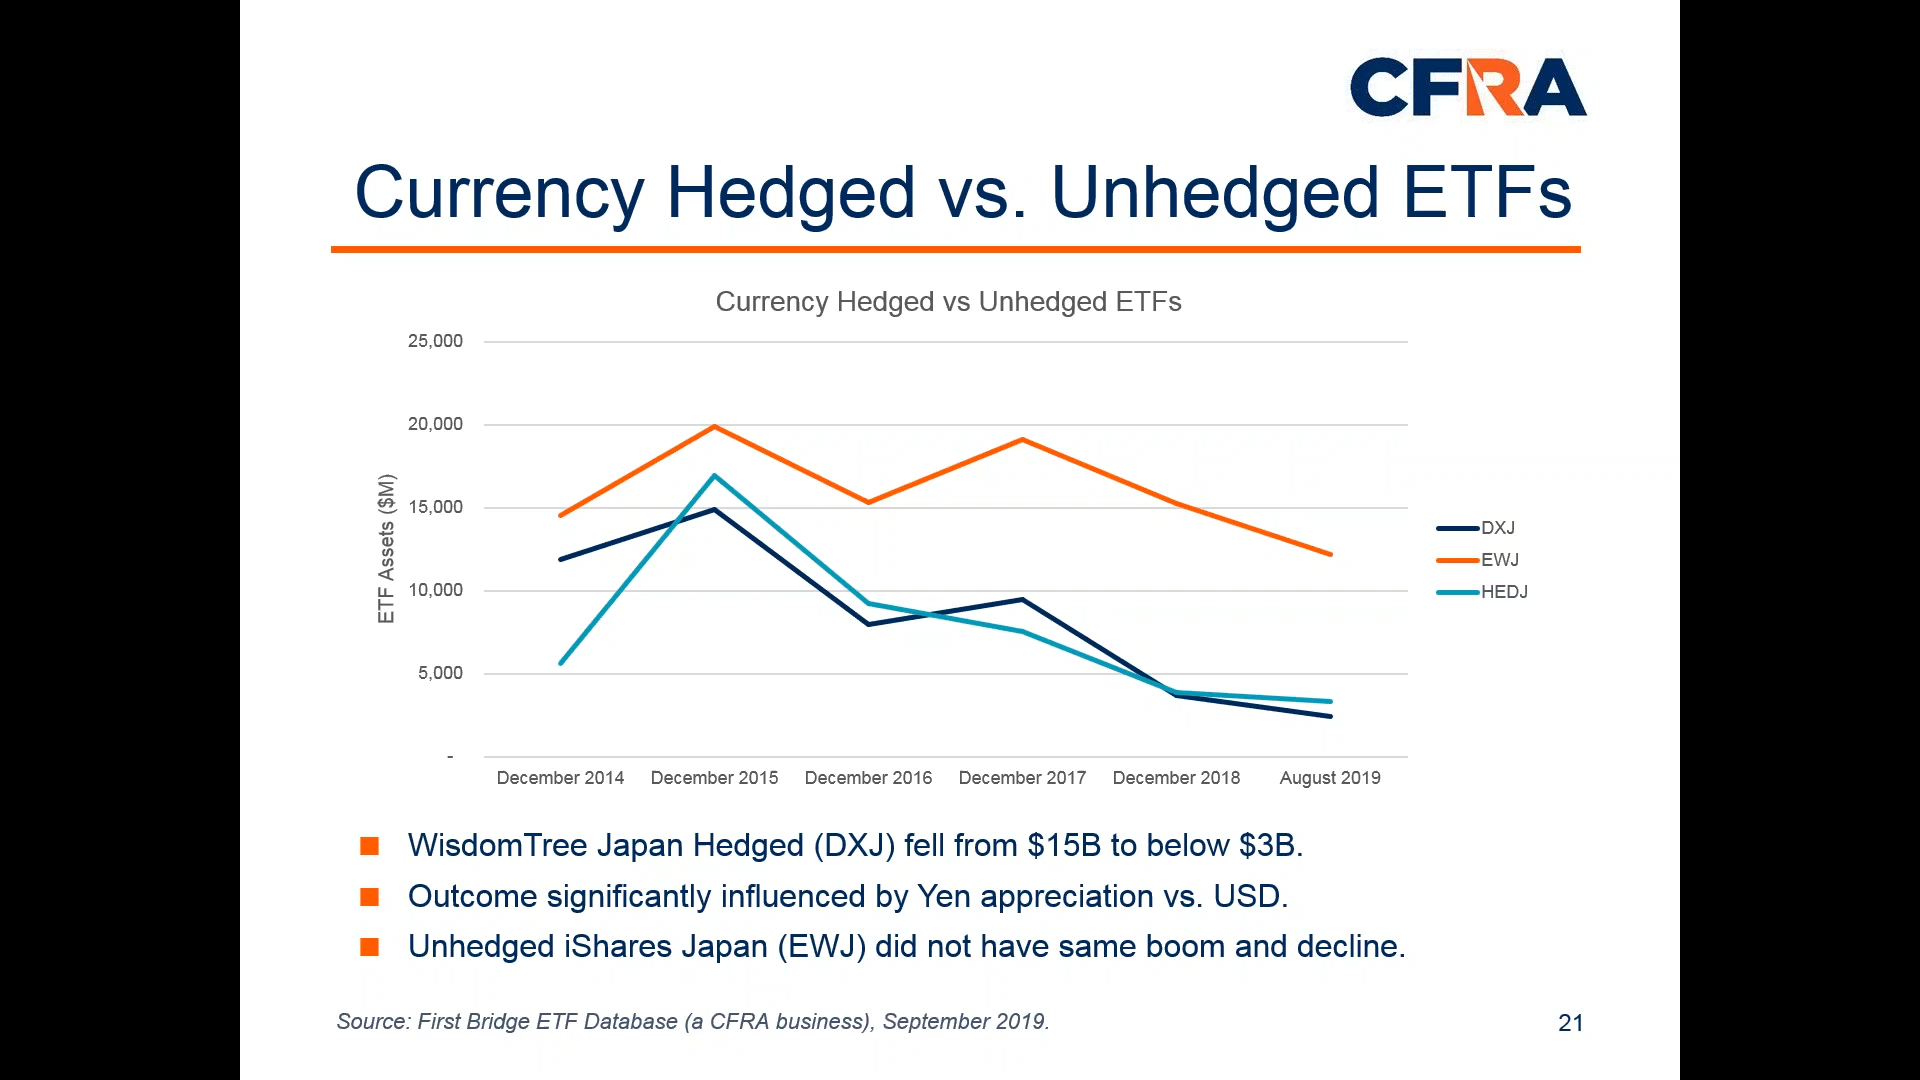 CFRA
Currency Hedged vs. Unhedged ETFs
Currency Hedged vs Unhedged ETFs
25,000
20,000
15,000
10,000
5,000
-
ETF Assets ($M)
December 2014 December 2015 December 2016 December 2017 December 2018 August 2019
DXJ
EWJ
HEDJ
WisdomTree Japan Hedged (DXJ) fell from $15B to below $3B.
Outcome significantly influenced by Yen appreciation vs. USD.
Unhedged iShares Japan (EWJ) did not have same boom and decline.
Source: First Bridge ETF Database (a CFRA business), September 2019.
21